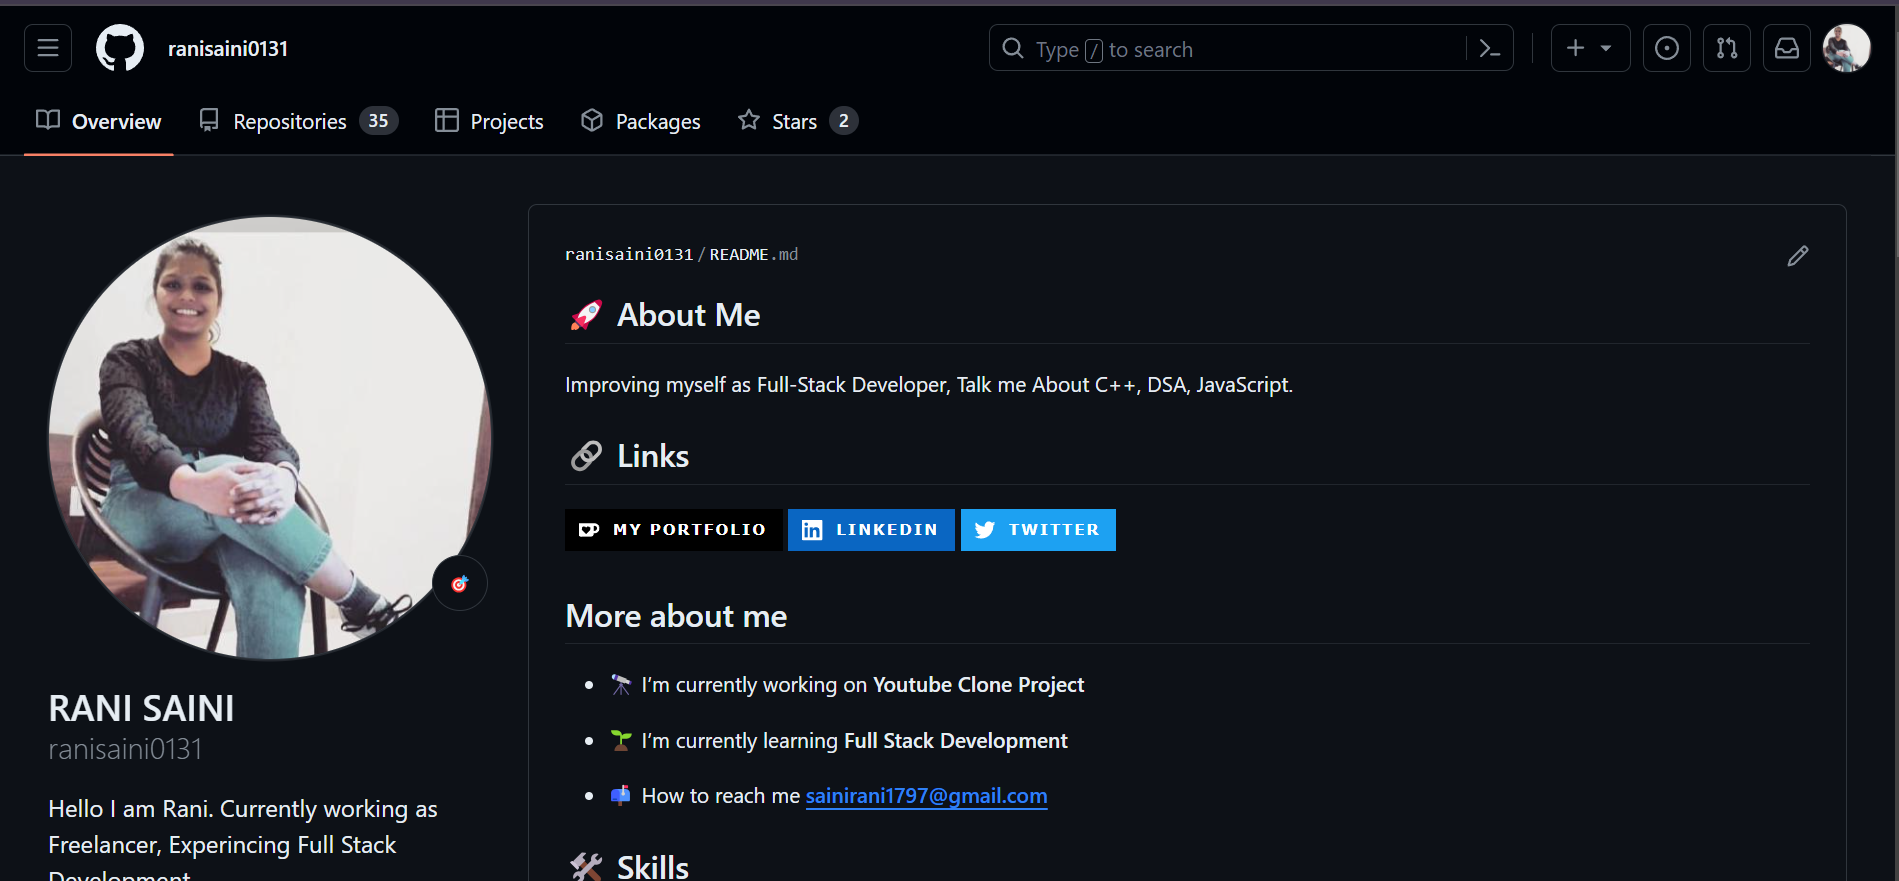 ranisaini0131
Type / to search
Overview
Repositories 35
Projects
Packages
Stars 2
RANI SAINI
ranisaini0131
Hello I am Rani. Currently working as
Freelancer, Experincing Full Stack
Development
ranisaini0131/README.md
🚀 About Me
Improving myself as Full-Stack Developer, Talk me About C++, DSA, JavaScript.
🔗 Links
MY PORTFOLIO
LINKEDIN
TWITTER
More about me
🔭 I’m currently working on Youtube Clone Project
🌱 I’m currently learning Full Stack Development
📫 How to reach me sainirani1797@gmail.com
🛠 Skills